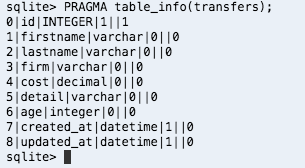 sqlite> PRAGMA table_info(transfers);
0|id|INTEGER|1||1
1|firstname|varchar|0||0
2|lastname|varchar|0||0
3|firm|varchar|0||0
4|cost|decimal|0||0
5|detail|varchar|0||0
6|age|integer|0||0
7|created_at|datetime|1||0
8|updated_at|datetime|1||0
sqlite>